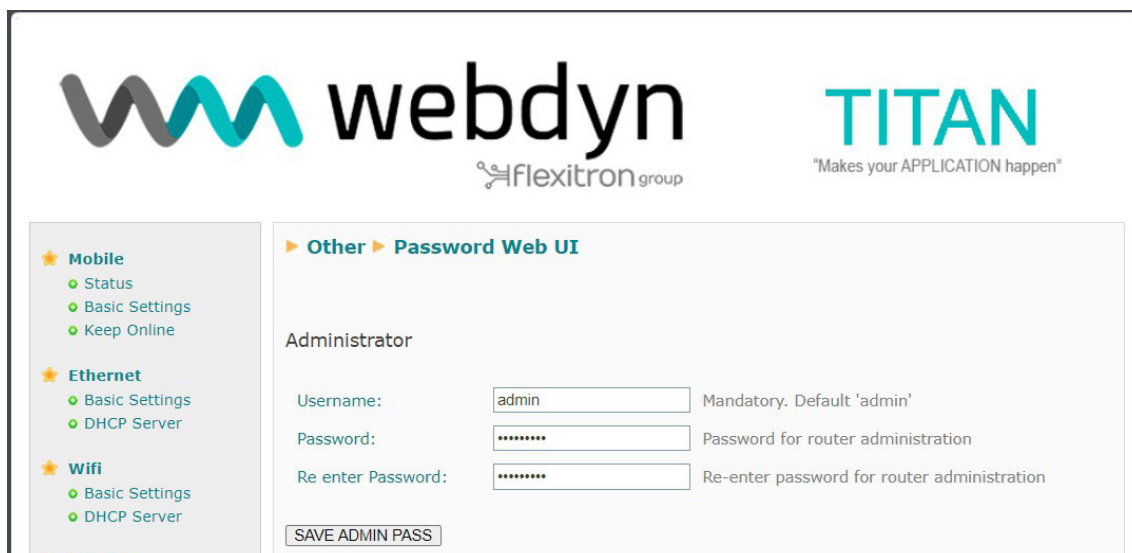 webdyn
flexitron group
TITAN
"Makes your APPLICATION happen"
Mobile
Status
Basic Settings
Keep Online
Ethernet
Basic Settings
DHCP Server
Wifi
Basic Settings
DHCP Server
Other Password Web UI
Administrator
Username: admin Mandatory. Default 'admin'
Password: ••••••••• Password for router administration
Re enter Password: ••••••••• Re-enter password for router administration
SAVE ADMIN PASS